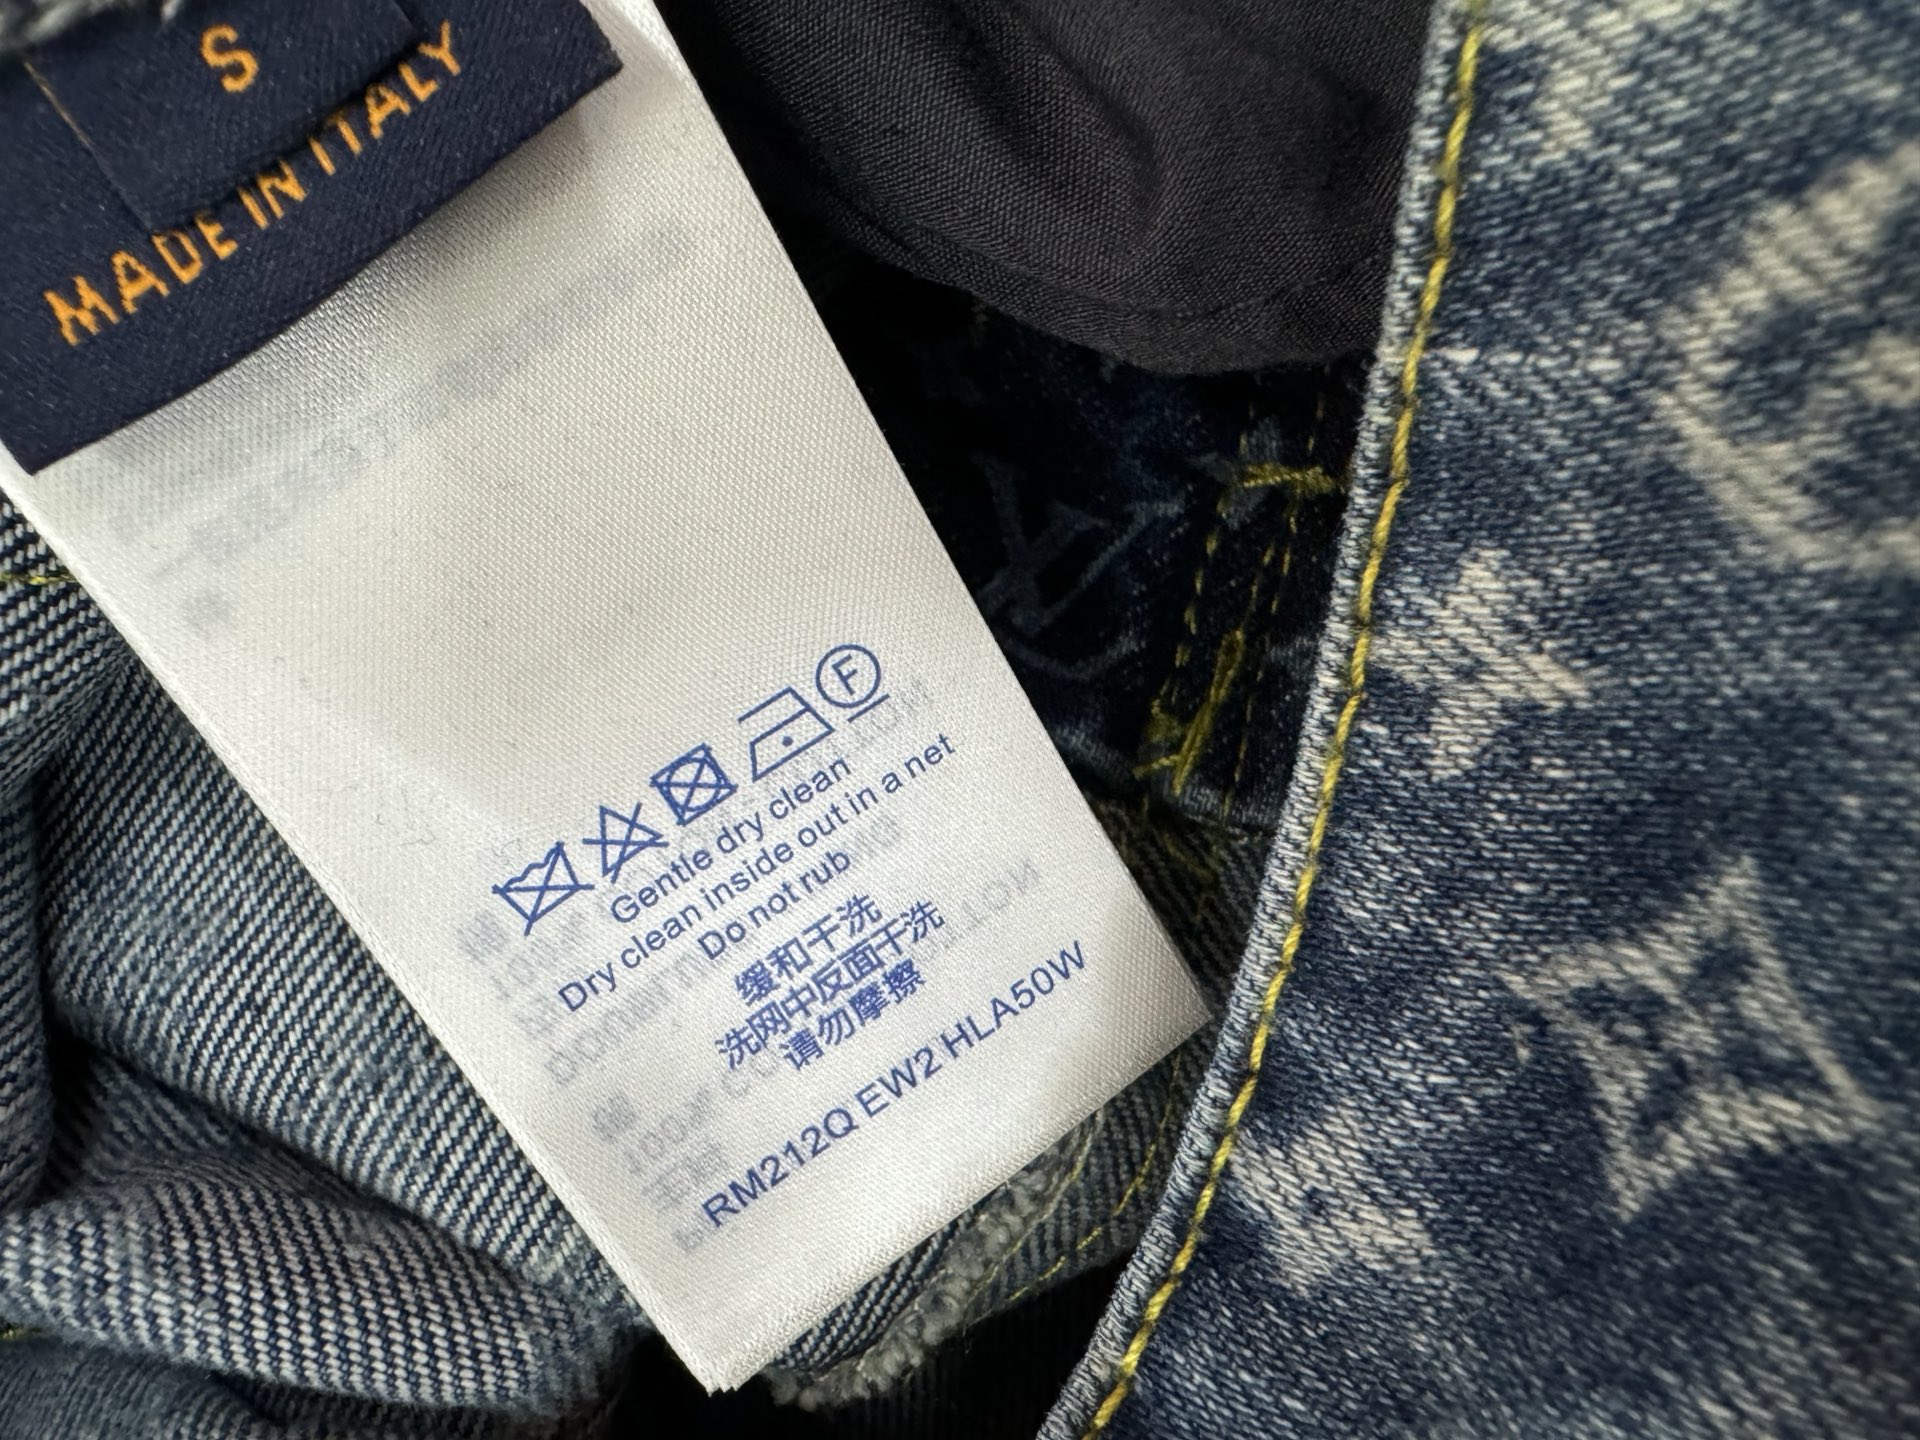 S
MADE IN ITALY
F
Gentle dry clean
Dry clean inside out in a net
Do not rub
缓和干洗
洗网中反面干洗
请勿摩擦
RM212Q EW2 HLA50W